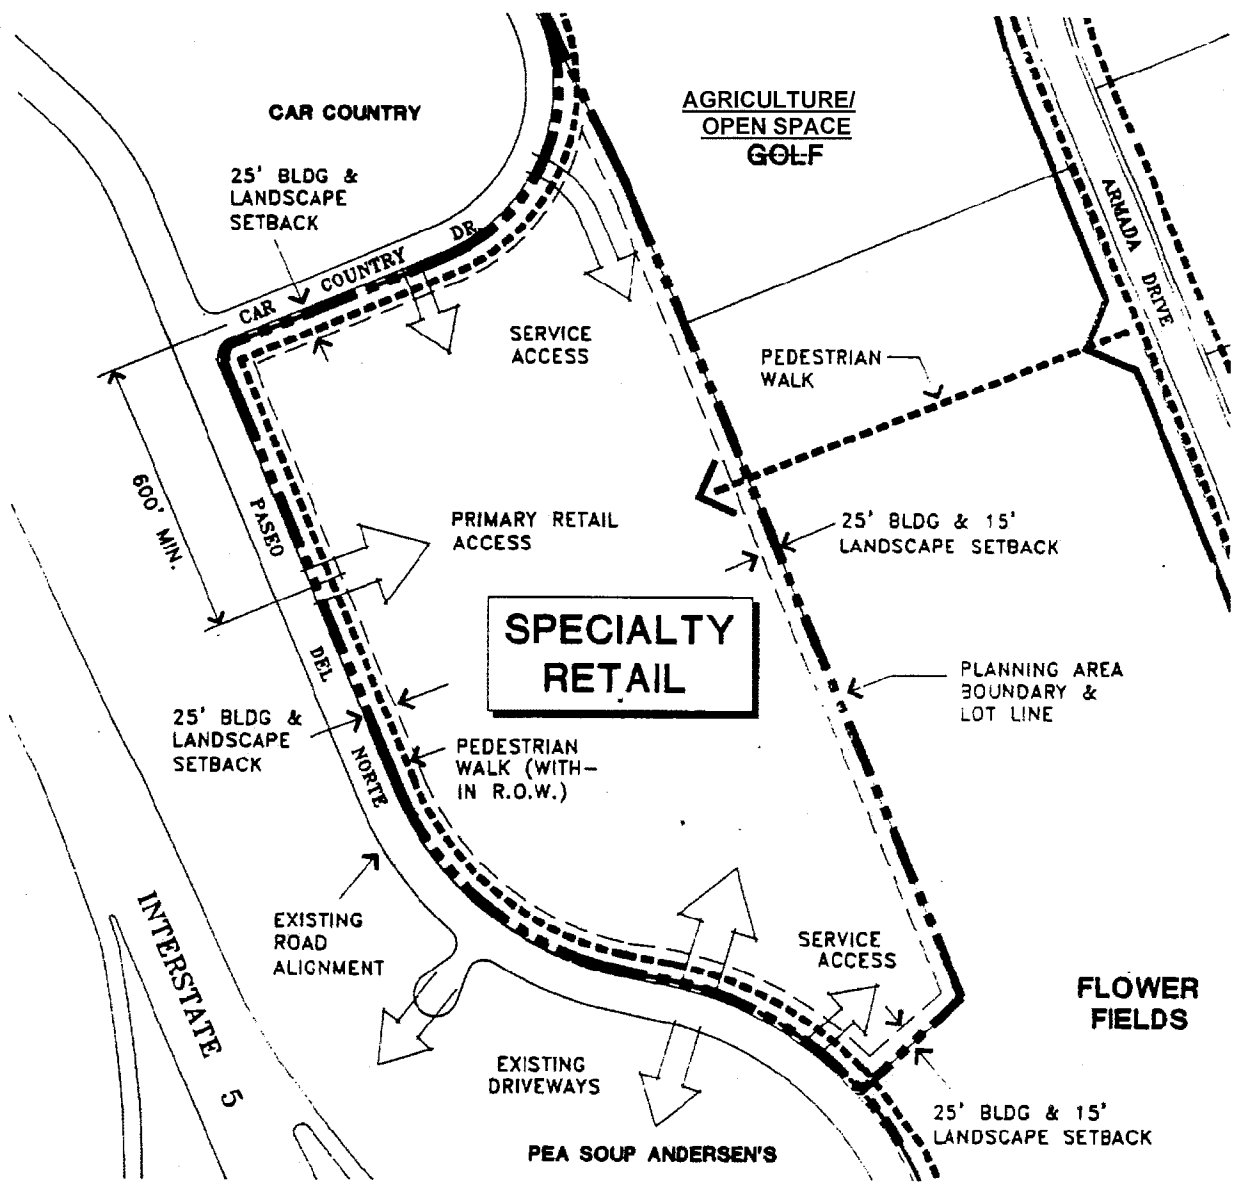 CAR COUNTRY
AGRICULTURE/
OPEN SPACE
GOLF
25' BLDG &
LANDSCAPE
SETBACK
CAR COUNTRY DR.
ARMADA DRIVE
SERVICE
ACCESS
PEDESTRIAN
WALK
600' MIN.
PRIMARY RETAIL
ACCESS
25' BLDG & 15'
LANDSCAPE SETBACK
SPECIALTY
RETAIL
PLANNING AREA
BOUNDARY &
LOT LINE
PASEO DEL NORTE
25' BLDG &
LANDSCAPE
SETBACK
PEDESTRIAN
WALK (WITH-
IN R.O.W.)
EXISTING
ROAD
ALIGNMENT
INTERSTATE 5
SERVICE
ACCESS
FLOWER
FIELDS
EXISTING
DRIVEWAYS
25' BLDG & 15'
LANDSCAPE SETBACK
PEA SOUP ANDERSEN'S